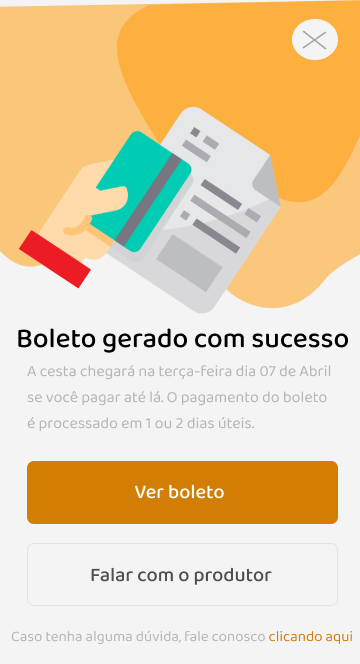 Boleto gerado com sucesso
A cesta chegará na terça-feira dia 07 de Abril
se você pagar até lá. O pagamento do boleto
é processado em 1 ou 2 dias úteis.
Ver boleto
Falar com o produtor
Caso tenha alguma dúvida, fale conosco clicando aqui